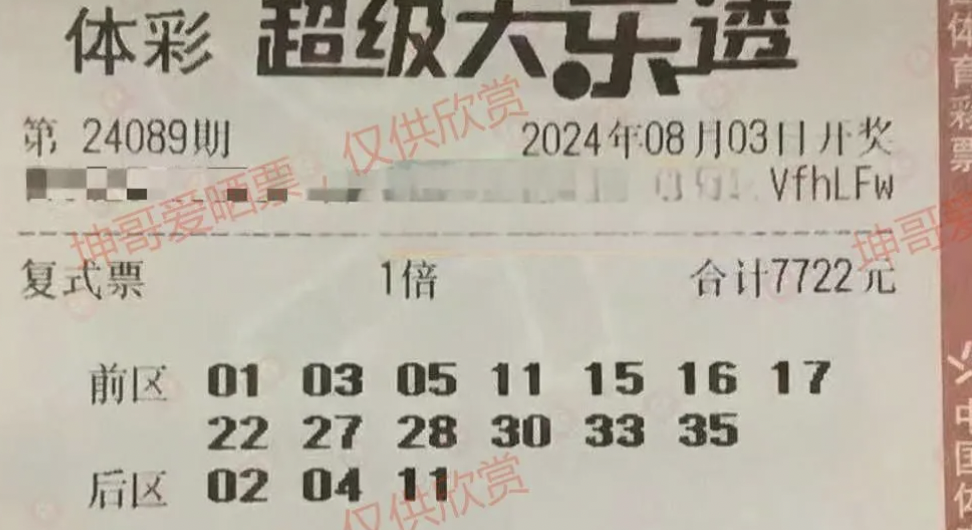 体彩 超级大乐透
第 24089期 2024年08月03日开奖
VfhLFw
坤哥爱晒票，仅供欣赏
复式票 1倍 合计7722元
前区 01 03 05 11 15 16 17
22 27 28 30 33 35
后区 02 04 11
仅供欣赏
坤哥爱
体育彩票
中国体